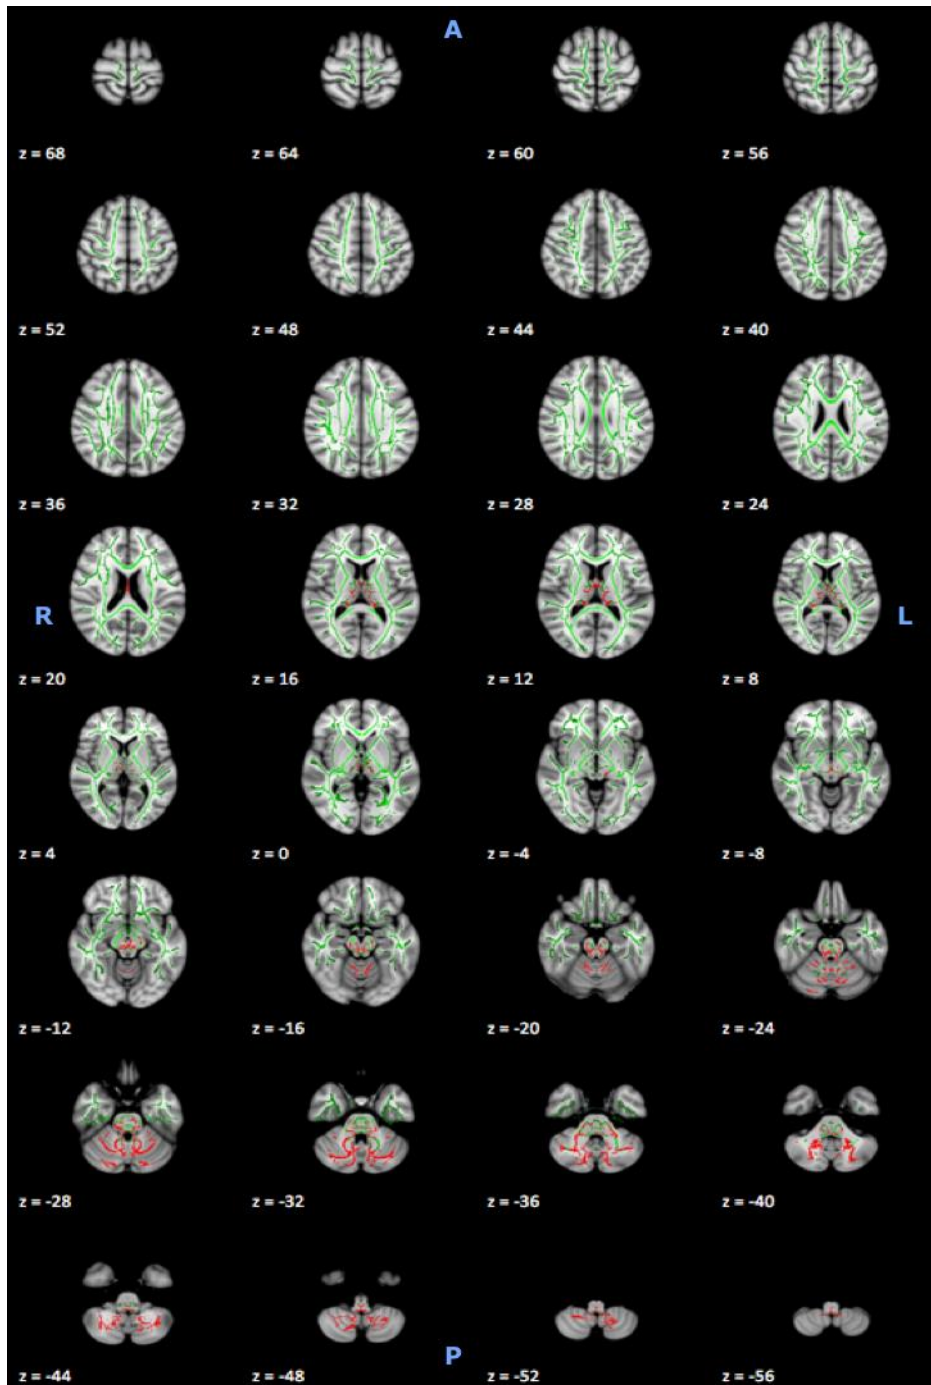 A
z = 68 z = 64 z = 60 z = 56
z = 52 z = 48 z = 44 z = 40
z = 36 z = 32 z = 28 z = 24
R L
z = 20 z = 16 z = 12 z = 8
z = 4 z = 0 z = -4 z = -8
z = -12 z = -16 z = -20 z = -24
z = -28 z = -32 z = -36 z = -40
P
z = -44 z = -48 z = -52 z = -56